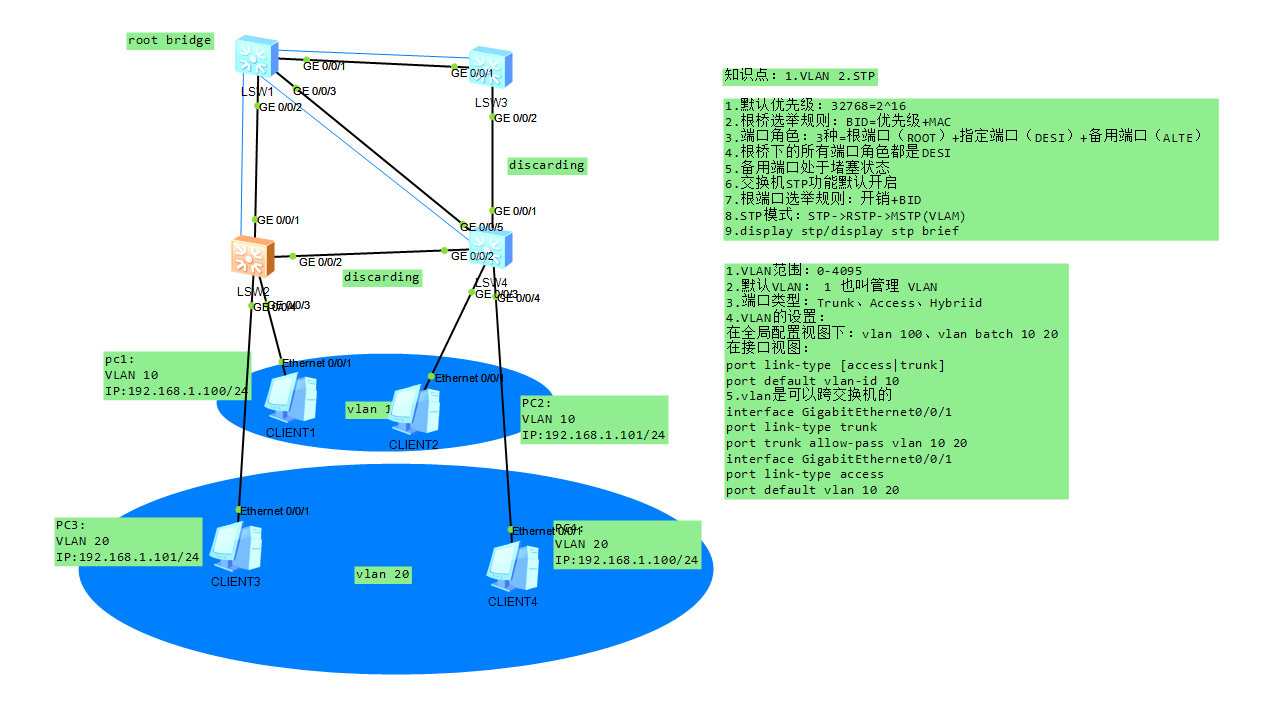 root bridge
LSW1
GE 0/0/1
GE 0/0/3
GE 0/0/2
GE 0/0/1
LSW3
GE 0/0/2
discarding
GE 0/0/1
GE 0/0/5
GE 0/0/1
GE 0/0/2
GE 0/0/2
discarding
LSW2
LSW4
GE 0/0/3
GE 0/0/4
GE 0/0/3
GE 0/0/4
Ethernet 0/0/1
Ethernet 0/0/1
pc1:
VLAN 10
IP:192.168.1.100/24
vlan 1
CLIENT1
CLIENT2
PC2:
VLAN 10
IP:192.168.1.101/24
Ethernet 0/0/1
Ethernet 0/0/1
PC3:
VLAN 20
IP:192.168.1.101/24
CLIENT3
vlan 20
PC4:
VLAN 20
IP:192.168.1.100/24
CLIENT4
知识点：1.VLAN 2.STP
1.默认优先级：32768=2^16
2.根桥选举规则：BID=优先级+MAC
3.端口角色：3种=根端口（ROOT）+指定端口（DESI）+备用端口（ALTE）
4.根桥下的所有端口角色都是DESI
5.备用端口处于堵塞状态
6.交换机STP功能默认开启
7.根端口选举规则：开销+BID
8.STP模式：STP->RSTP->MSTP(VLAM)
9.display stp/display stp brief
1.VLAN范围：0-4095
2.默认VLAN： 1 也叫管理 VLAN
3.端口类型：Trunk、Access、Hybriid
4.VLAN的设置：
在全局配置视图下：vlan 100、vlan batch 10 20
在接口视图：
port link-type [access|trunk]
port default vlan-id 10
5.vlan是可以跨交换机的
interface GigabitEthernet0/0/1
port link-type trunk
port trunk allow-pass vlan 10 20
interface GigabitEthernet0/0/1
port link-type access
port default vlan 10 20